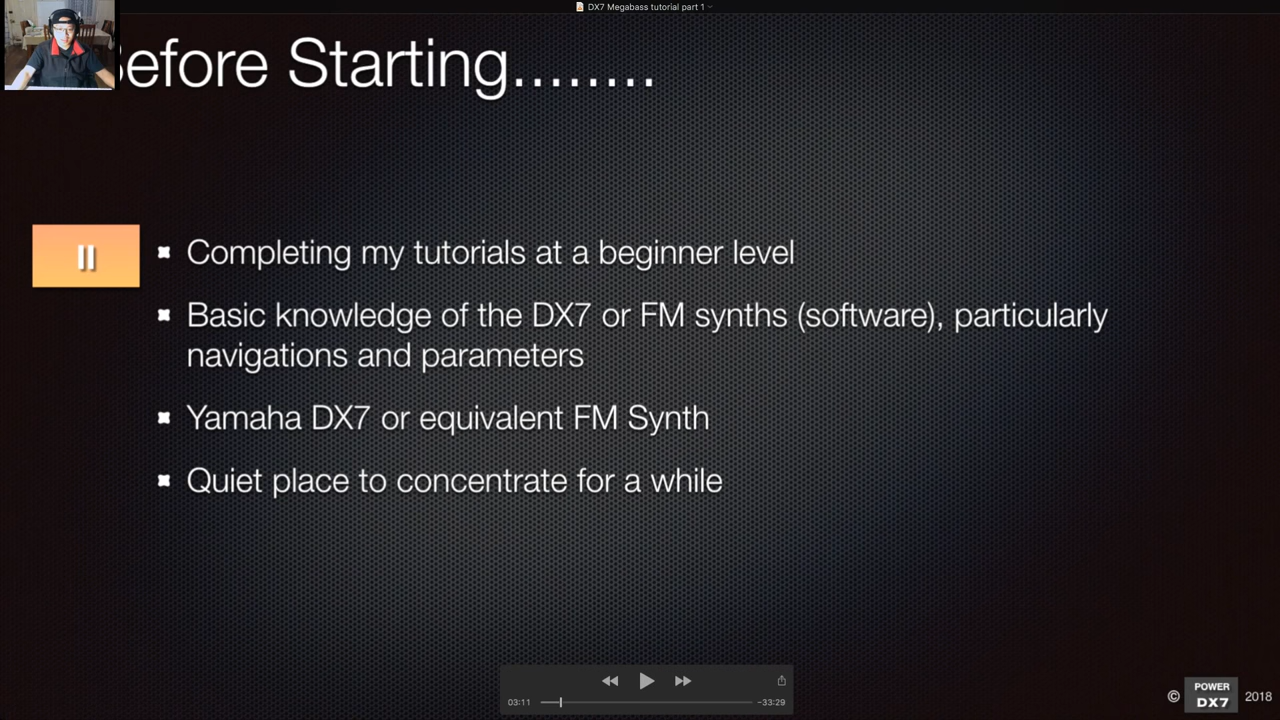 DX7 Megabass tutorial part 1
efore Starting........
Completing my tutorials at a beginner level
Basic knowledge of the DX7 or FM synths (software), particularly
navigations and parameters
Yamaha DX7 or equivalent FM Synth
Quiet place to concentrate for a while
03:11
-33:29
© POWER DX7 2018